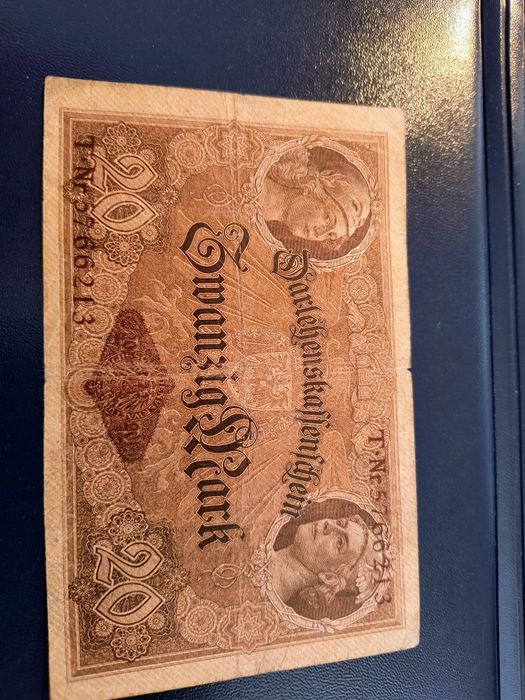 Darlehenskassenschein
T·Nr 5766213
Zwanzig Mark
20
20
T·Nr 5766213